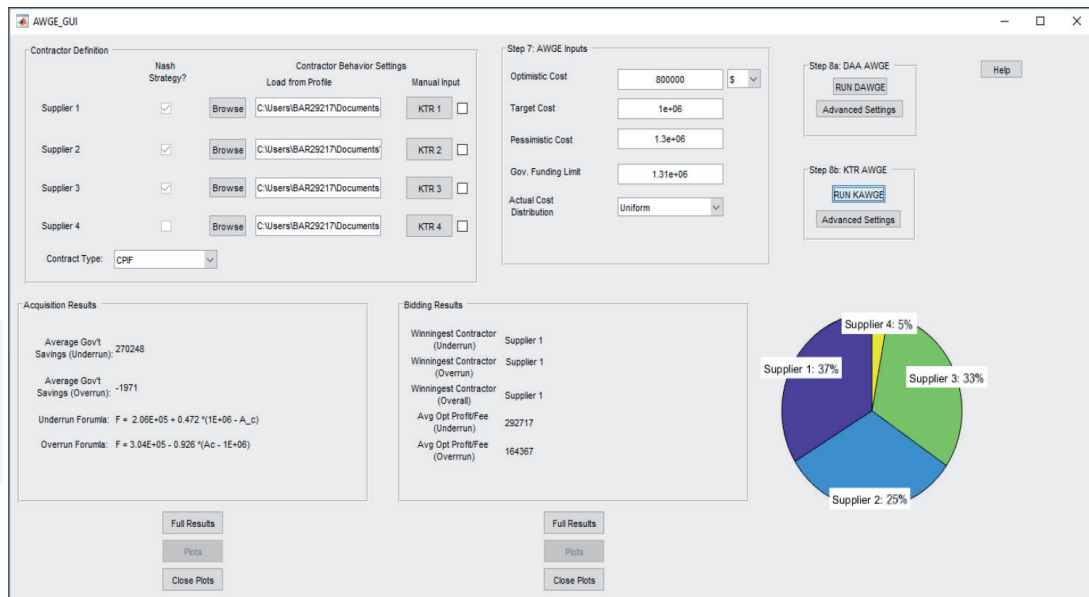 AWGE_GUI
Contractor Definition
Nash
Strategy?
Contractor Behavior Settings
Load from Profile
Manual Input
Supplier 1
Browse
C:\Users\BAR29217\Documents
KTR 1
Supplier 2
Browse
C:\Users\BAR29217\Documents'
KTR 2
Supplier 3
Browse
C:\Users\BAR29217\Documents
KTR 3
Supplier 4
Browse
C:\Users\BAR29217\Documents
KTR 4
Contract Type:
CPIF
Step 7: AWGE Inputs
Optimistic Cost
800000
$
Target Cost
1e+06
Pessimistic Cost
1.3e+06
Gov. Funding Limit
1.31e+06
Actual Cost
Distribution
Uniform
Step 8a: DAA AWGE
RUN DAWGE
Advanced Settings
Help
Step 8b: KTR AWGE
RUN KAWGE
Advanced Settings
Acquisition Results
Average Gov't
Savings (Underrun):
270248
Average Gov't
Savings (Overrun):
-1971
Underrun Forumla: F = 2.06E+05 + 0.472 *(1E+06 - A_c)
Overrun Forumla: F = 3.04E+05 - 0.926 *(Ac - 1E+06)
Full Results
Plots
Close Plots
Bidding Results
Winningest Contractor
(Underrun)
Supplier 1
Winningest Contractor
(Overrun)
Supplier 1
Winningest Contractor
(Overall)
Supplier 1
Avg Opt Profit/Fee
(Underrun)
292717
Avg Opt Profit/Fee
(Overrrun)
164367
Full Results
Plots
Close Plots
Supplier 4: 5%
Supplier 1: 37%
Supplier 3: 33%
Supplier 2: 25%